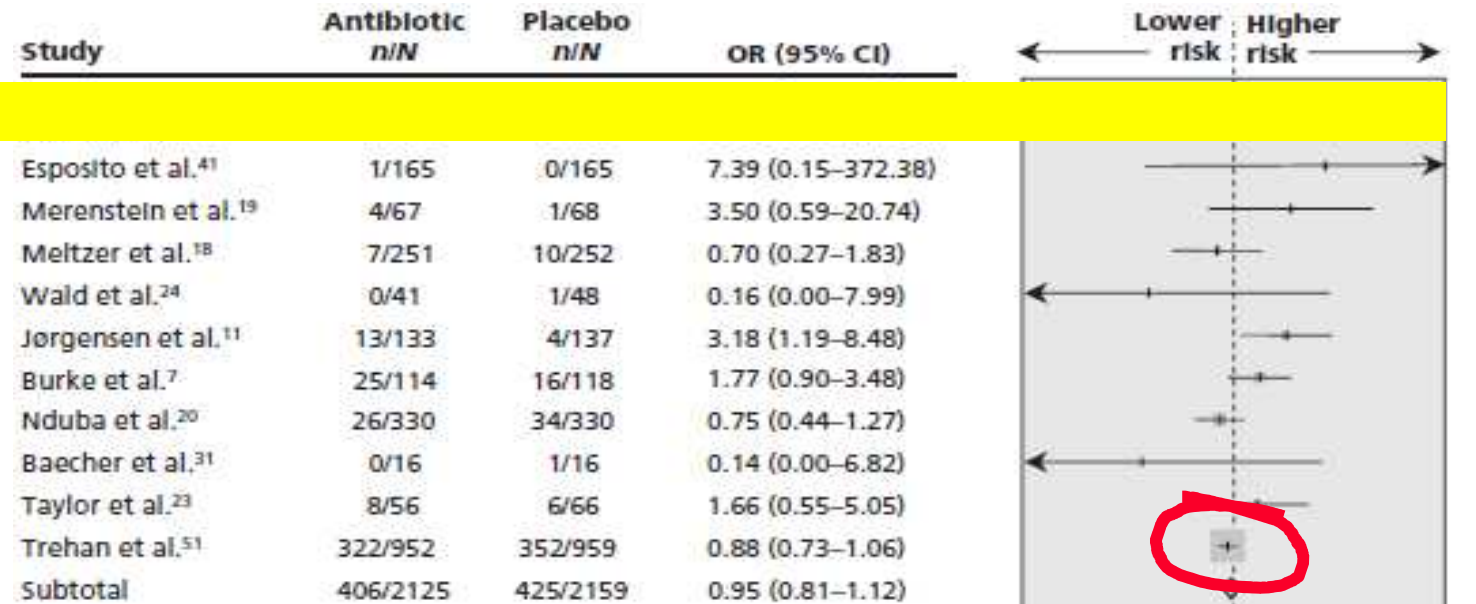 Antibiotic Placebo Lower Higher
Study n/N n/N OR (95% CI) risk risk
Esposito et al.41 1/165 0/165 7.39 (0.15–372.38)
Merenstein et al.19 4/67 1/68 3.50 (0.59–20.74)
Meltzer et al.18 7/251 10/252 0.70 (0.27–1.83)
Wald et al.24 0/41 1/48 0.16 (0.00–7.99)
Jørgensen et al.11 13/133 4/137 3.18 (1.19–8.48)
Burke et al.7 25/114 16/118 1.77 (0.90–3.48)
Nduba et al.20 26/330 34/330 0.75 (0.44–1.27)
Baecher et al.31 0/16 1/16 0.14 (0.00–6.82)
Taylor et al.23 8/56 6/66 1.66 (0.55–5.05)
Trehan et al.51 322/952 352/959 0.88 (0.73–1.06)
Subtotal 406/2125 425/2159 0.95 (0.81–1.12)